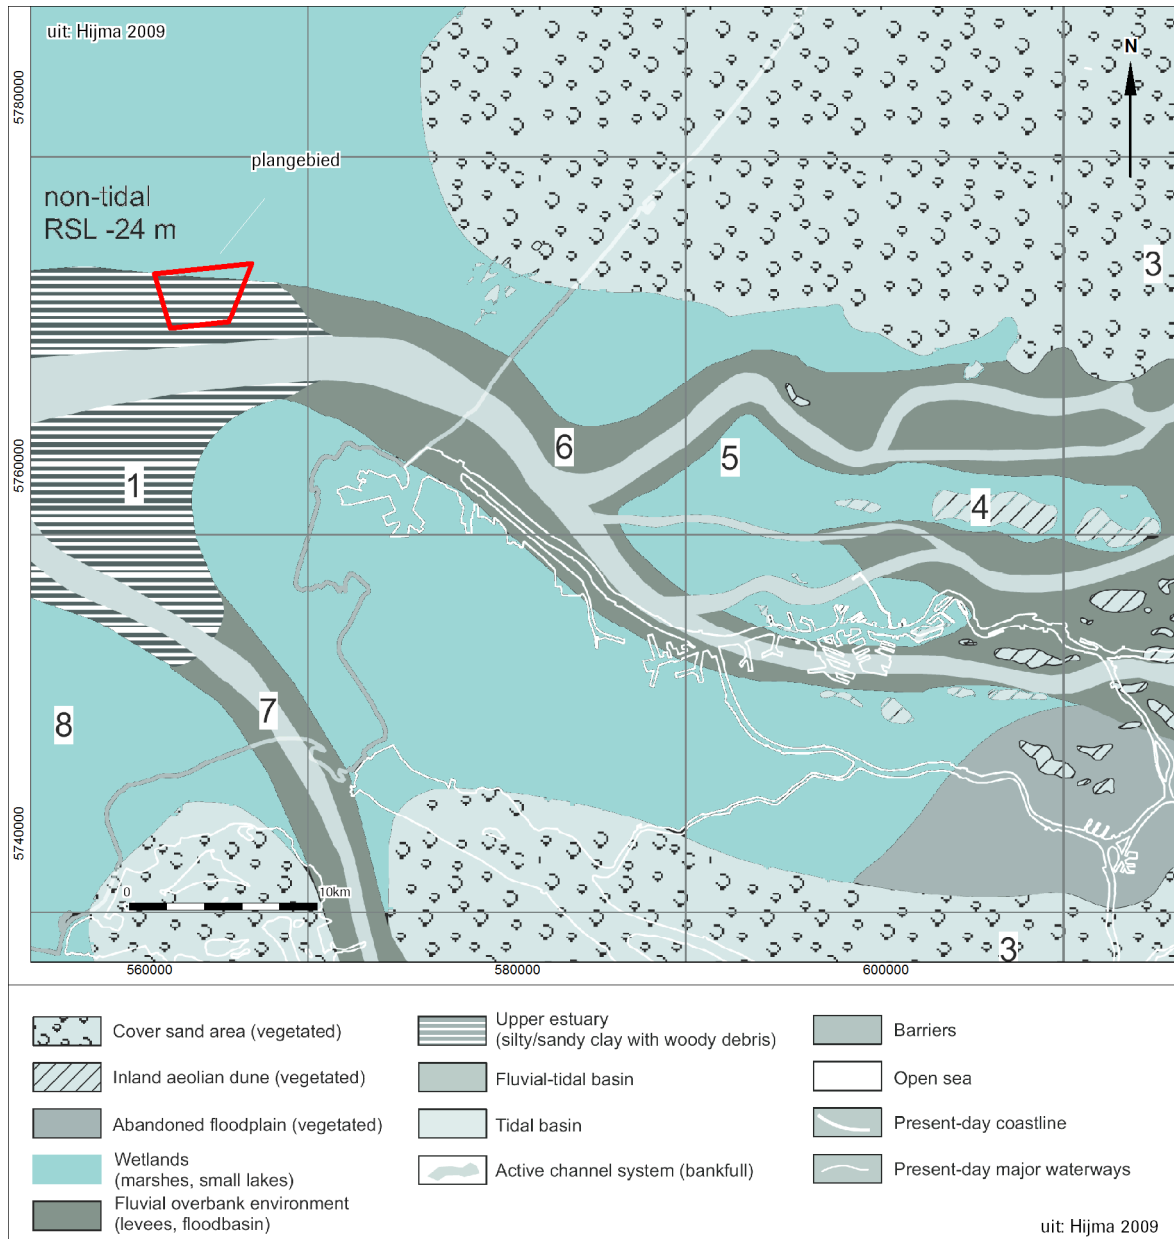 uit: Hijma 2009
N
5780000
plangebied
non-tidal
RSL -24 m
3
6
5
5760000
1
4
7
8
5740000
0
10km
3
560000
580000
600000
Cover sand area (vegetated)
Inland aeolian dune (vegetated)
Abandoned floodplain (vegetated)
Wetlands
(marshes, small lakes)
Fluvial overbank environment
(levees, floodbasin)
Upper estuary
(silty/sandy clay with woody debris)
Fluvial-tidal basin
Tidal basin
Active channel system (bankfull)
Barriers
Open sea
Present-day coastline
Present-day major waterways
uit: Hijma 2009